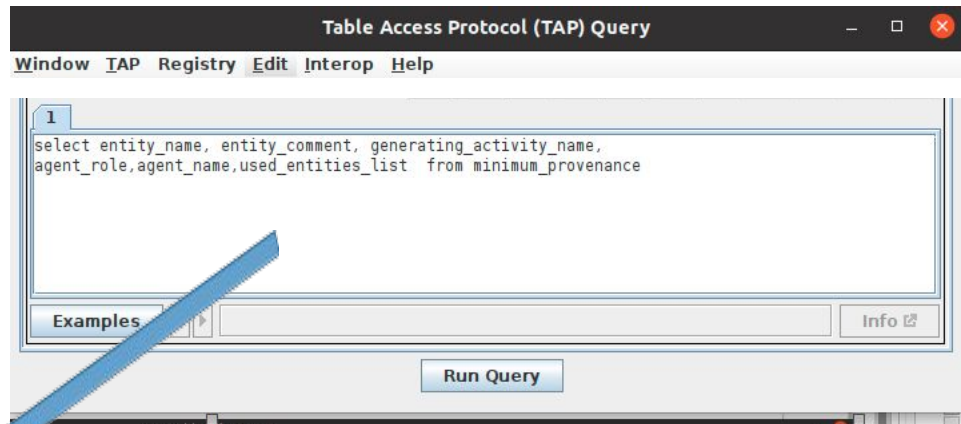 Table Access Protocol (TAP) Query
Window TAP Registry Edit Interop Help
1
select entity_name, entity_comment, generating_activity_name,
agent_role,agent_name,used_entities_list from minimum_provenance
Examples
Info
Run Query